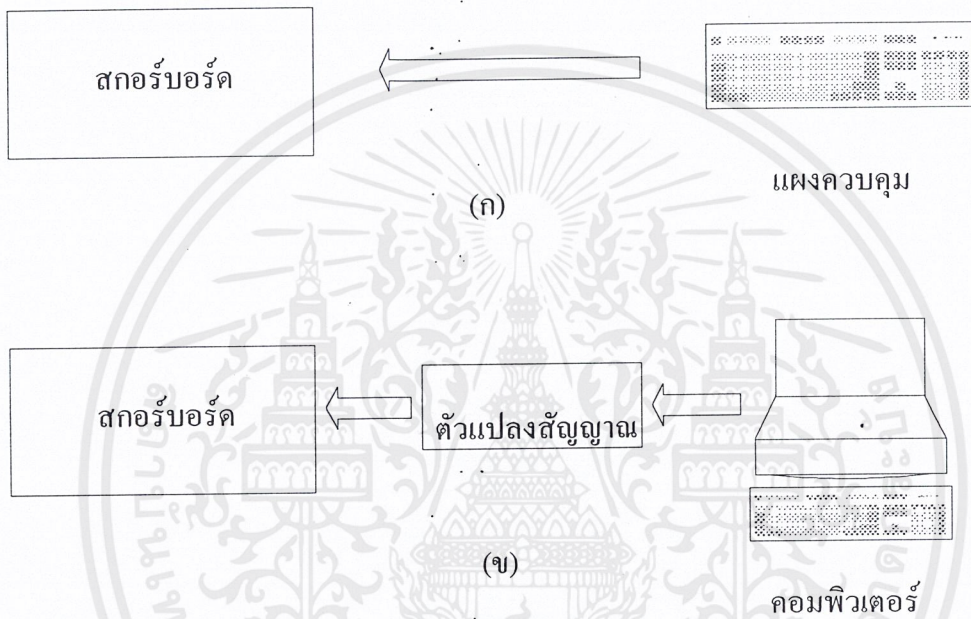 สกอร์บอร์ด
แผงควบคุม
(ก)
สกอร์บอร์ด
ตัวแปลงสัญญาณ
(ข)
คอมพิวเตอร์